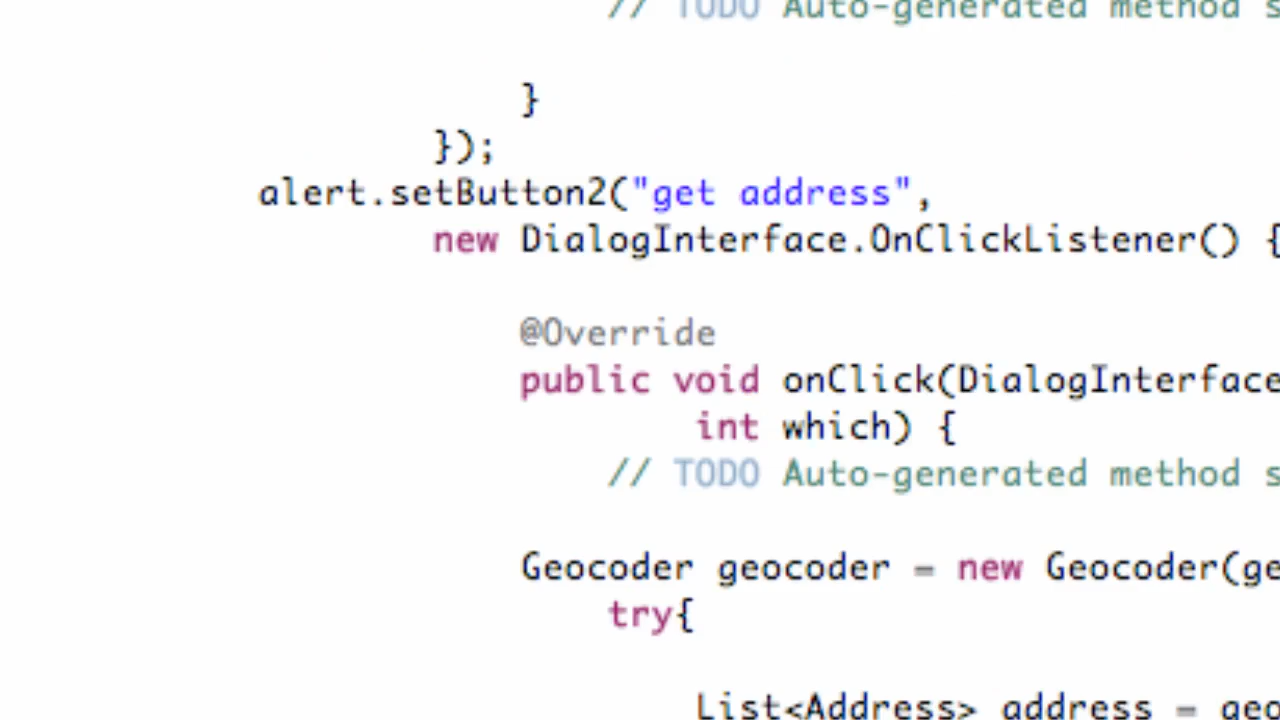 // TODO Auto-generated method s
}
});
alert.setButton2("get address",
new DialogInterface.OnClickListener() {
@Override
public void onClick(DialogInterface
int which) {
// TODO Auto-generated method s
Geocoder geocoder = new Geocoder(ge
try{
List<Address> address = geo